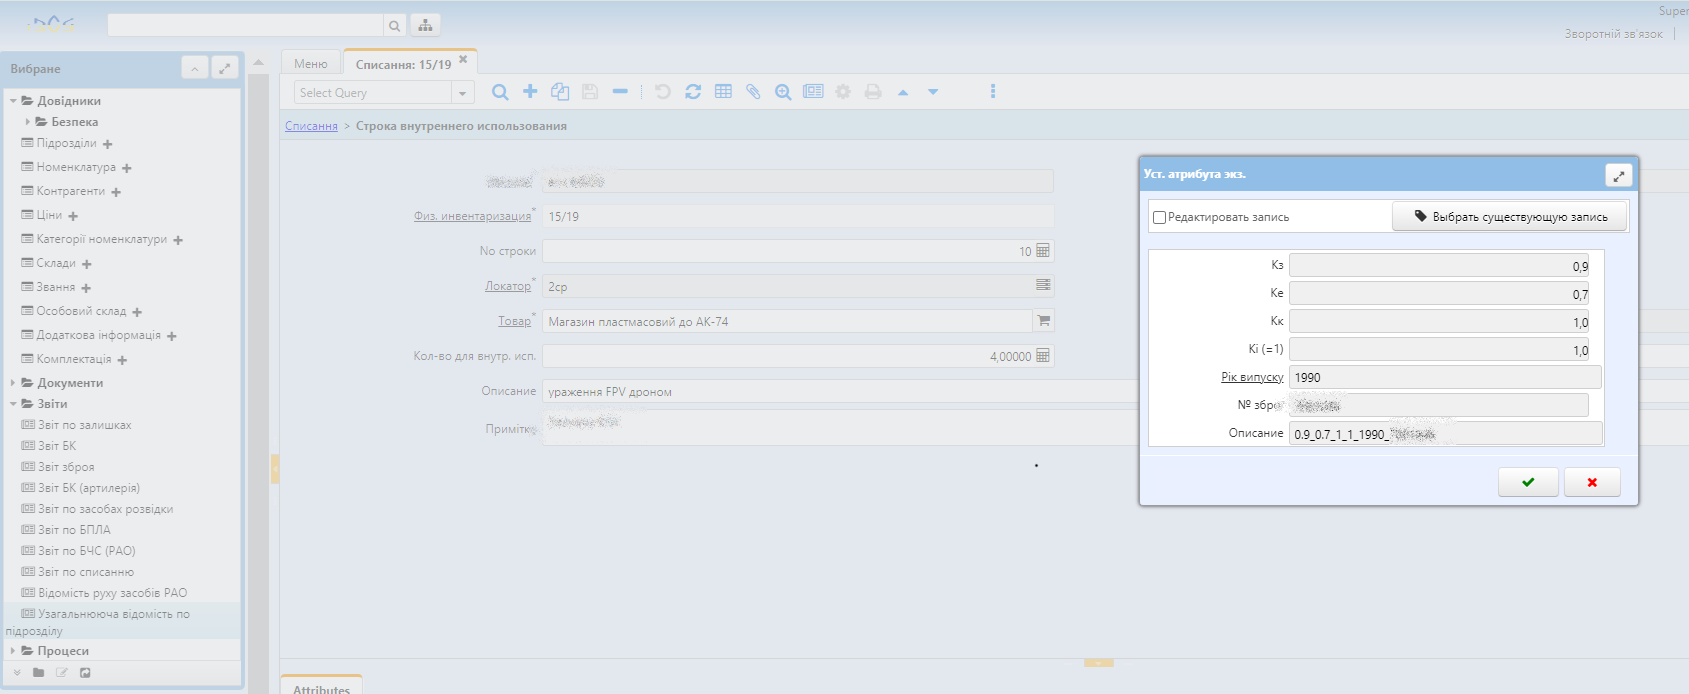 Super
Зворотній зв'язок
Вибране
Меню
Списання: 15/19
Select Query
Списання > Строка внутреннего использования
Довідники
Безпека
Підрозділи
Номенклатура
Контрагенти
Ціни
Категорії номенклатури
Склади
Звання
Особовий склад
Додаткова інформація
Комплектація
Документи
Звіти
Звіт по залишках
Звіт БК
Звіт зброя
Звіт БК (артилерія)
Звіт по засобах розвідки
Звіт по БПЛА
Звіт по БЧС (РАО)
Звіт по списанню
Відомість руху засобів РАО
Узагальнююча відомість по
підрозділу
Процеси
Физ. инвентаризация* 15/19
No строки 10
Локатор* 2ср
Товар* Магазин пластмасовий до АК-74
Кол-во для внутр. исп. 4,00000
Описание ураження FPV дроном
Примітка
Уст. атрибута экз.
Редактировать запись
Выбрать существующую запись
Кз 0,9
Ке 0,7
Кк 1,0
Кі (=1) 1,0
Рік випуску 1990
№ збро
Описание 0.9_0.7_1_1_1990_
Attributes